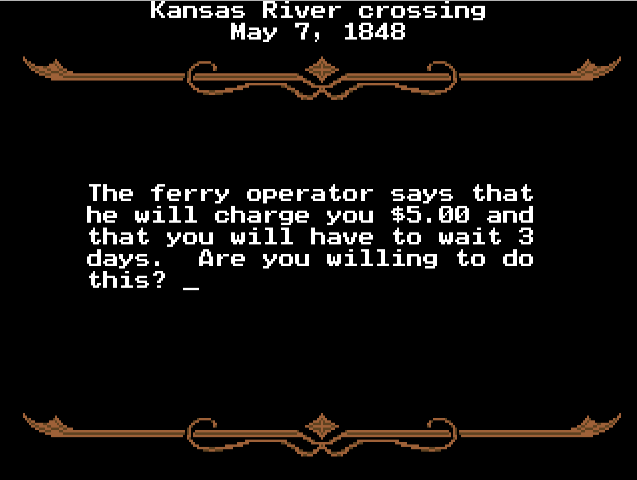 Kansas River crossing
May 7, 1848
The ferry operator says that
he will charge you $5.00 and
that you will have to wait 3
days.  Are you willing to do
this? _